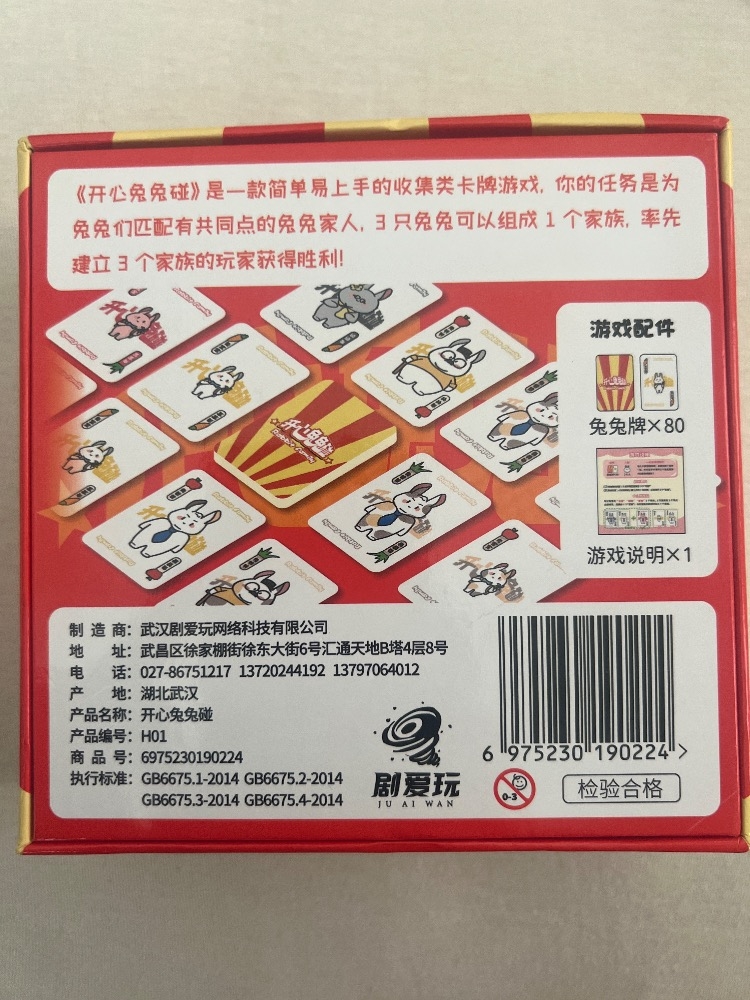 《开心兔兔碰》是一款简单易上手的收集类卡牌游戏, 你的任务是为
兔兔们匹配有共同点的兔兔家人, 3 只兔兔可以组成 1 个家族, 率先
建立 3 个家族的玩家获得胜利!
开心兔兔碰
Rabbit Family
游戏配件
兔兔牌×80
游戏说明×1
制 造 商: 武汉剧爱玩网络科技有限公司
地 址: 武昌区徐家棚街徐东大街6号汇通天地B塔4层8号
电 话: 027-86751217 13720244192 13797064012
产 地: 湖北武汉
产品名称: 开心兔兔碰
产品编号: H01
商 品 号: 6975230190224
执行标准: GB6675.1-2014 GB6675.2-2014
GB6675.3-2014 GB6675.4-2014
剧爱玩
JU AI WAN
6 975230 190224 >
0-3
检验合格